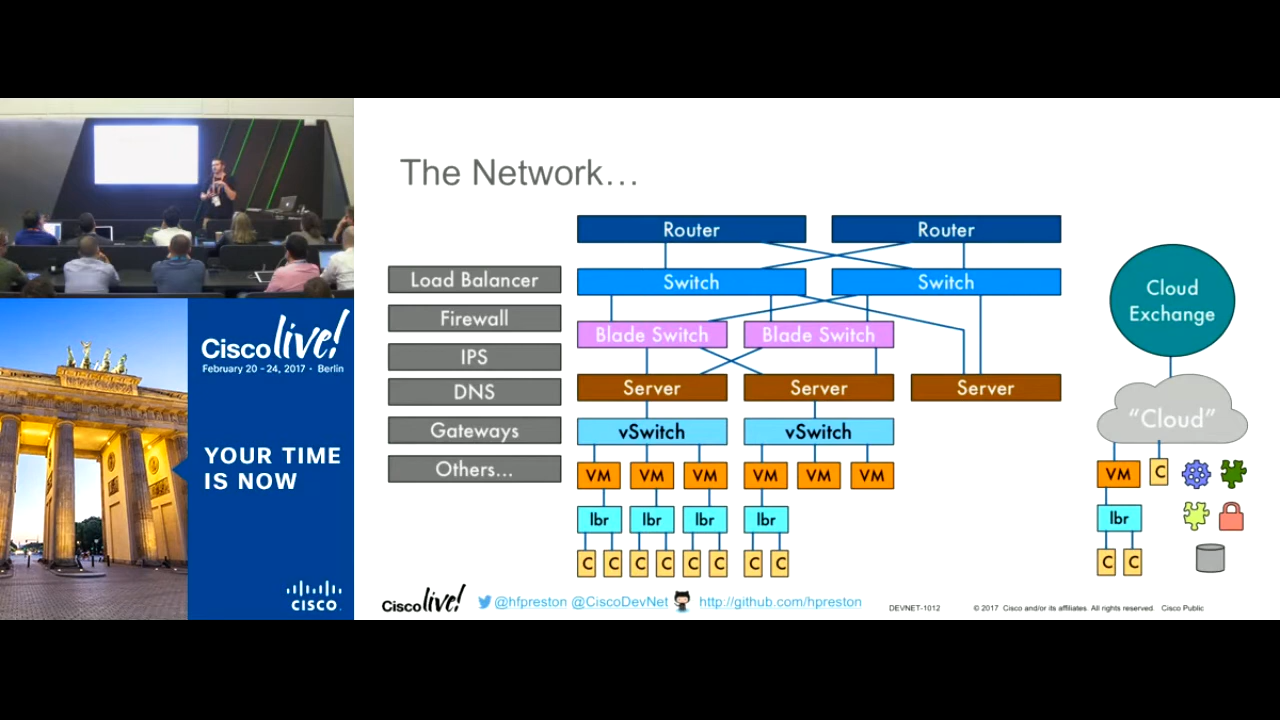 The Network…
Router
Router
Load Balancer
Switch
Switch
Firewall
Blade Switch
Blade Switch
IPS
DNS
Server
Server
Server
Gateways
vSwitch
vSwitch
Others…
VM
VM
VM
VM
VM
VM
lbr
lbr
lbr
lbr
C
C
C
C
C
C
C
C
Cloud
Exchange
“Cloud”
VM
C
lbr
C
C
Cisco live!
February 20 - 24, 2017 · Berlin
YOUR TIME
IS NOW
CISCO
Cisco live!
@hfpreston @CiscoDevNet
http://github.com/hpreston
DEVNET-1012
© 2017 Cisco and/or its affiliates. All rights reserved. Cisco Public